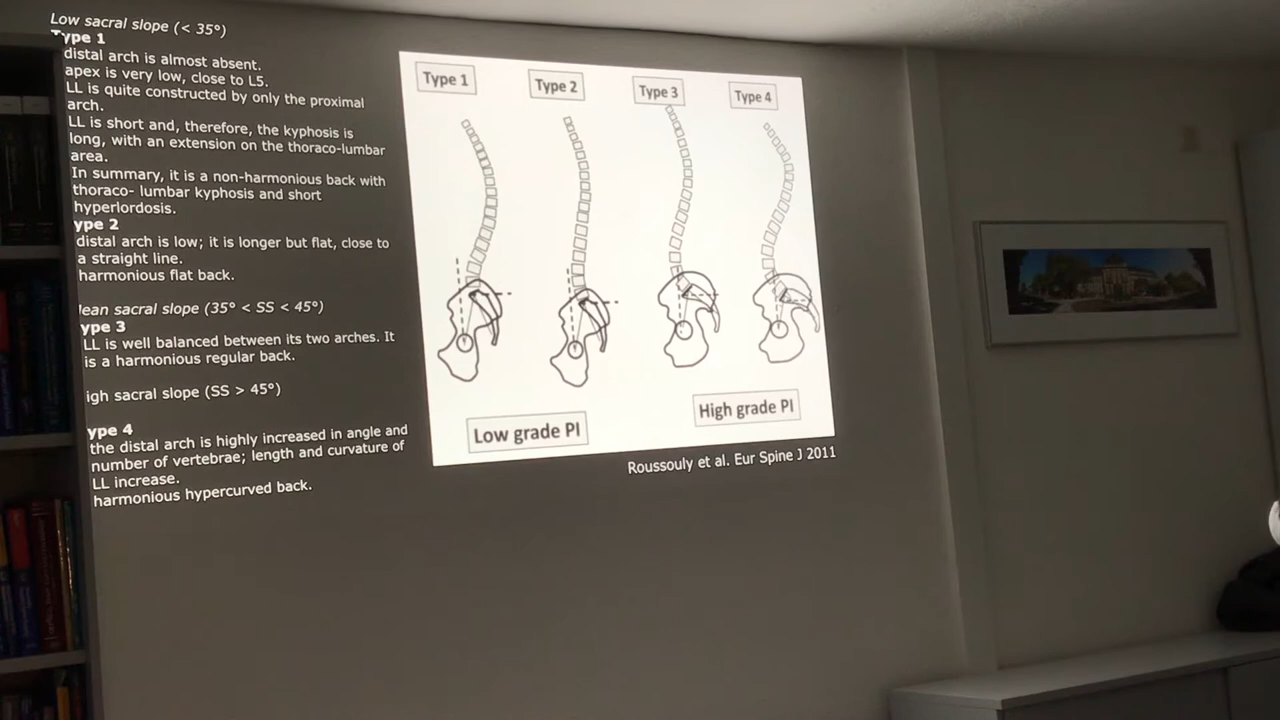 Low sacral slope (< 35°)
Type 1
distal arch is almost absent.
apex is very low, close to L5.
LL is quite constructed by only the proximal
arch.
LL is short and, therefore, the kyphosis is
long, with an extension on the thoraco-lumbar
area.
In summary, it is a non-harmonious back with
thoraco- lumbar kyphosis and short
hyperlordosis.
ype 2
distal arch is low; it is longer but flat, close to
a straight line.
harmonious flat back.
lean sacral slope (35° < SS < 45°)
ype 3
LL is well balanced between its two arches. It
is a harmonious regular back.
igh sacral slope (SS > 45°)
ype 4
the distal arch is highly increased in angle and
number of vertebrae; length and curvature of
LL increase.
harmonious hypercurved back.
Type 1
Type 2
Type 3
Type 4
Low grade PI
High grade PI
Roussouly et al. Eur Spine J 2011